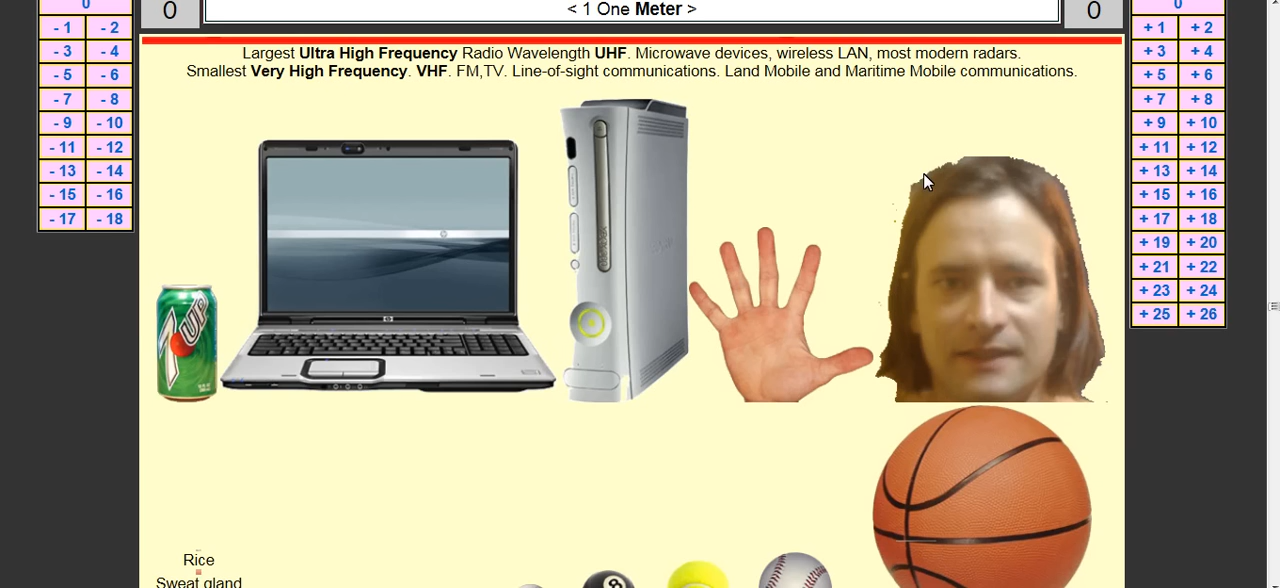 0
< 1 One Meter >
0
0
0
- 1 - 2
- 3 - 4
- 5 - 6
- 7 - 8
- 9 - 10
- 11 - 12
- 13 - 14
- 15 - 16
- 17 - 18
Largest Ultra High Frequency Radio Wavelength UHF. Microwave devices, wireless LAN, most modern radars.
Smallest Very High Frequency. VHF. FM,TV. Line-of-sight communications. Land Mobile and Maritime Mobile communications.
+ 1 + 2
+ 3 + 4
+ 5 + 6
+ 7 + 8
+ 9 + 10
+ 11 + 12
+ 13 + 14
+ 15 + 16
+ 17 + 18
+ 19 + 20
+ 21 + 22
+ 23 + 24
+ 25 + 26
7UP
hp
Rice
Sweat gland
8